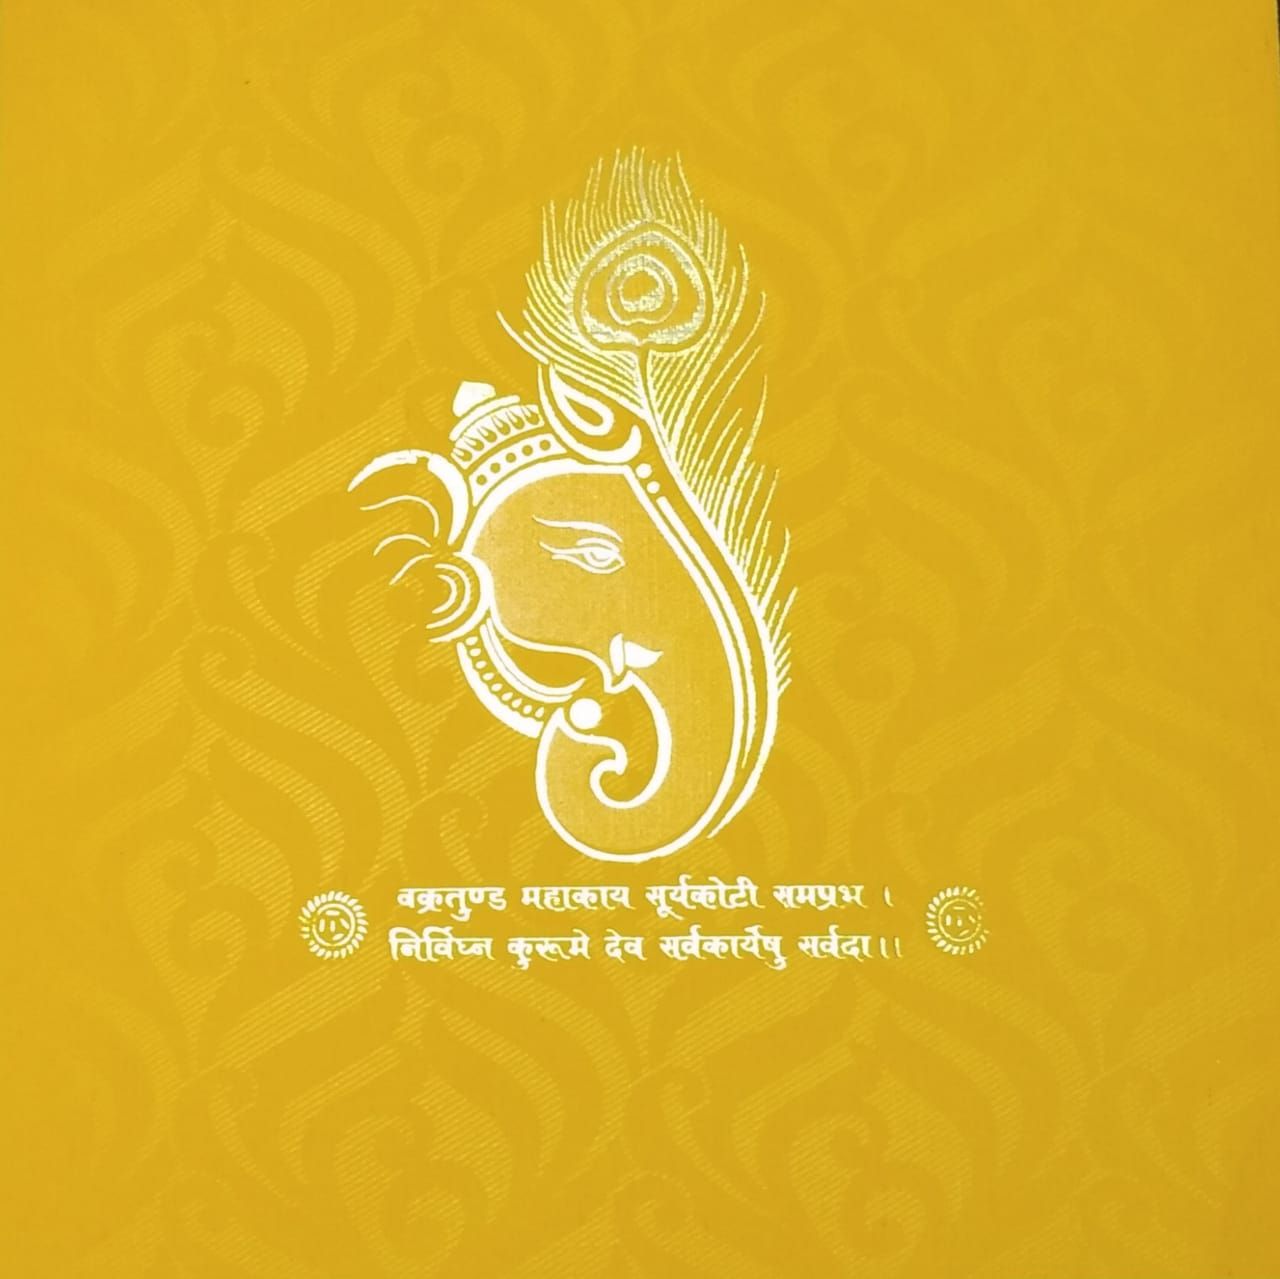 वक्रतुण्ड महाकाय सूर्यकोटी समप्रभ ।
निर्विघ्न कुरूमे देव सर्वकार्येषु सर्वदा।।